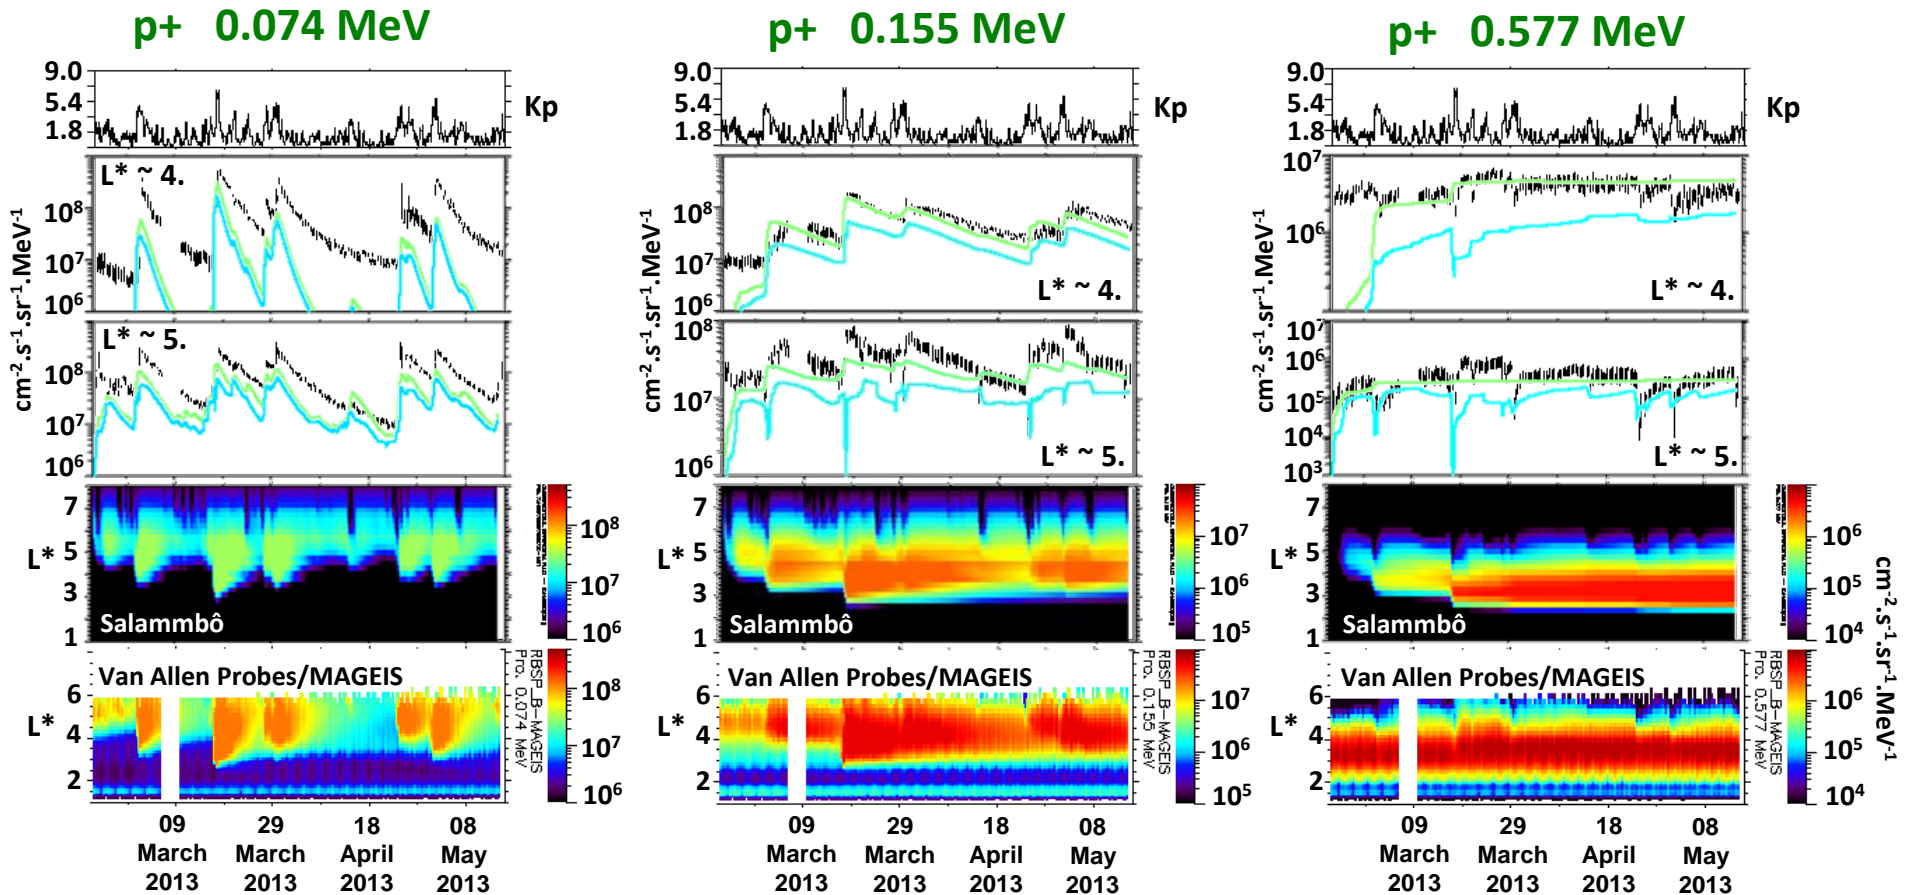 p+ 0.074 MeV
9.0
5.4
1.8
Kp
L* ~ 4.
10⁸
10⁷
10⁶
cm⁻².s⁻¹.sr⁻¹.MeV⁻¹
L* ~ 5.
10⁸
10⁷
10⁶
7
5
3
1
L*
Salammbô
10⁸
10⁷
10⁶
Van Allen Probes/MAGEIS
6
4
2
L*
RBSP_B-MAGEIS
Pro. 0.074 MeV
10⁸
10⁷
10⁶
09 29 18 08
March March April May
2013 2013 2013 2013
p+ 0.155 MeV
9.0
5.4
1.8
Kp
10⁸
10⁷
10⁶
L* ~ 4.
cm⁻².s⁻¹.sr⁻¹.MeV⁻¹
10⁸
10⁷
10⁶
L* ~ 5.
7
5
3
1
L*
Salammbô
10⁷
10⁶
10⁵
Van Allen Probes/MAGEIS
6
4
2
L*
RBSP_B-MAGEIS
Pro. 0.155 MeV
10⁷
10⁶
10⁵
09 29 18 08
March March April May
2013 2013 2013 2013
p+ 0.577 MeV
9.0
5.4
1.8
Kp
10⁷
10⁶
L* ~ 4.
cm⁻².s⁻¹.sr⁻¹.MeV⁻¹
10⁷
10⁶
10⁵
10⁴
10³
L* ~ 5.
7
5
3
1
L*
Salammbô
10⁶
10⁵
10⁴
Van Allen Probes/MAGEIS
6
4
2
L*
RBSP_B-MAGEIS
Pro. 0.577 MeV
10⁶
10⁵
10⁴
cm⁻².s⁻¹.sr⁻¹.MeV⁻¹
09 29 18 08
March March April May
2013 2013 2013 2013